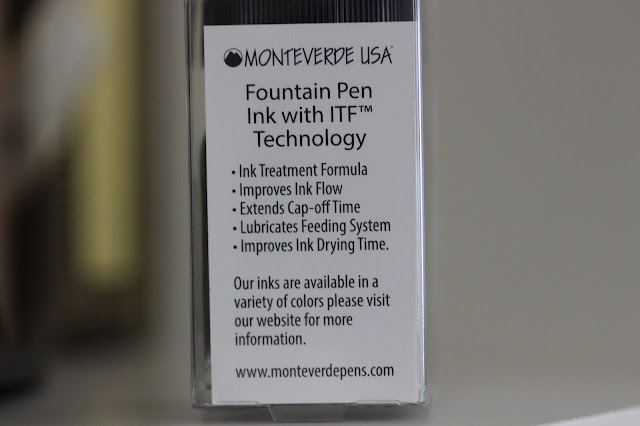 MONTEVERDE USA
Fountain Pen
Ink with ITF™
Technology
• Ink Treatment Formula
• Improves Ink Flow
• Extends Cap-off Time
• Lubricates Feeding System
• Improves Ink Drying Time.
Our inks are available in a
variety of colors please visit
our website for more
information.
www.monteverdepens.com